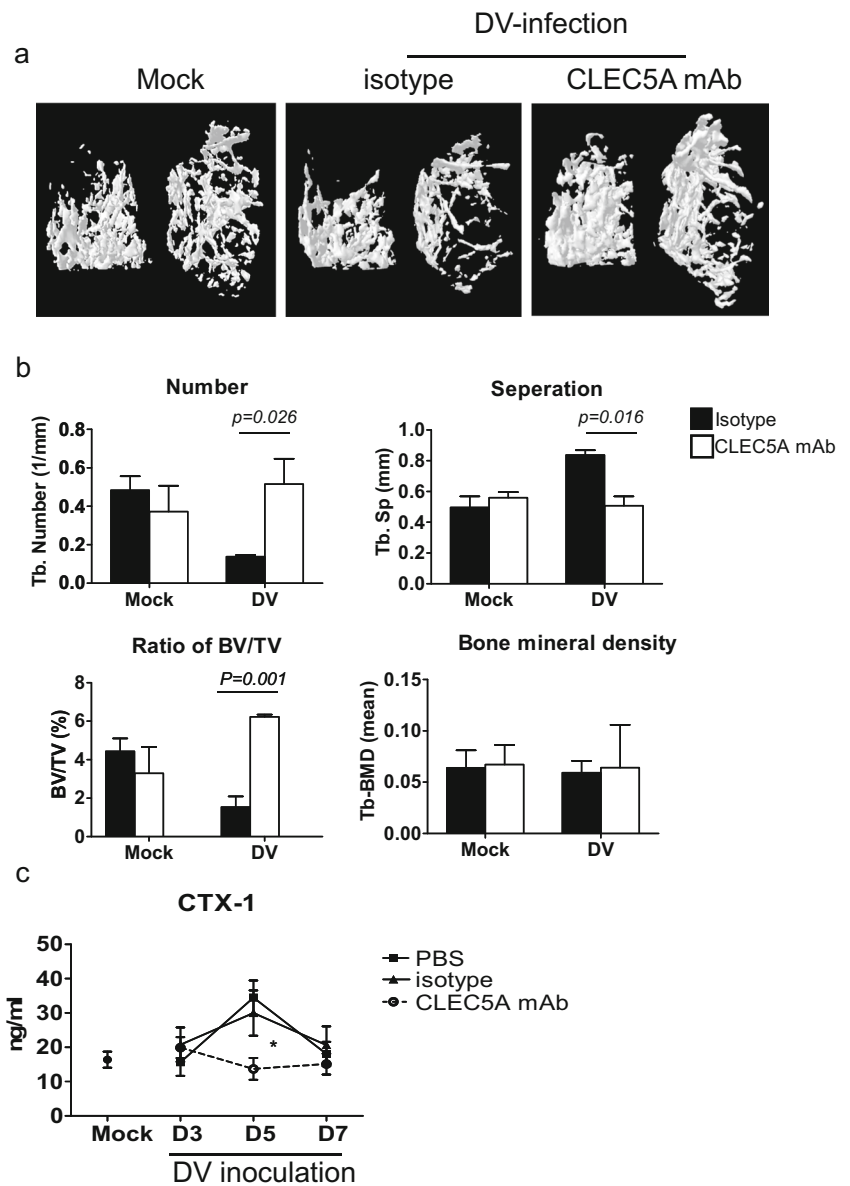 DV-infection
a
Mock
isotype
CLEC5A mAb
b
Number
p=0.026
Tb. Number (1/mm)
0.8
0.6
0.4
0.2
0.0
Mock
DV
Seperation
p=0.016
Tb. Sp (mm)
1.0
0.8
0.6
0.4
0.2
0.0
Mock
DV
Isotype
CLEC5A mAb
Ratio of BV/TV
P=0.001
BV/TV (%)
8
6
4
2
0
Mock
DV
Bone mineral density
Tb-BMD (mean)
0.15
0.10
0.05
0.00
Mock
DV
c
CTX-1
ng/ml
50
40
30
20
10
0
*
Mock
D3
D5
D7
DV inoculation
PBS
isotype
CLEC5A mAb